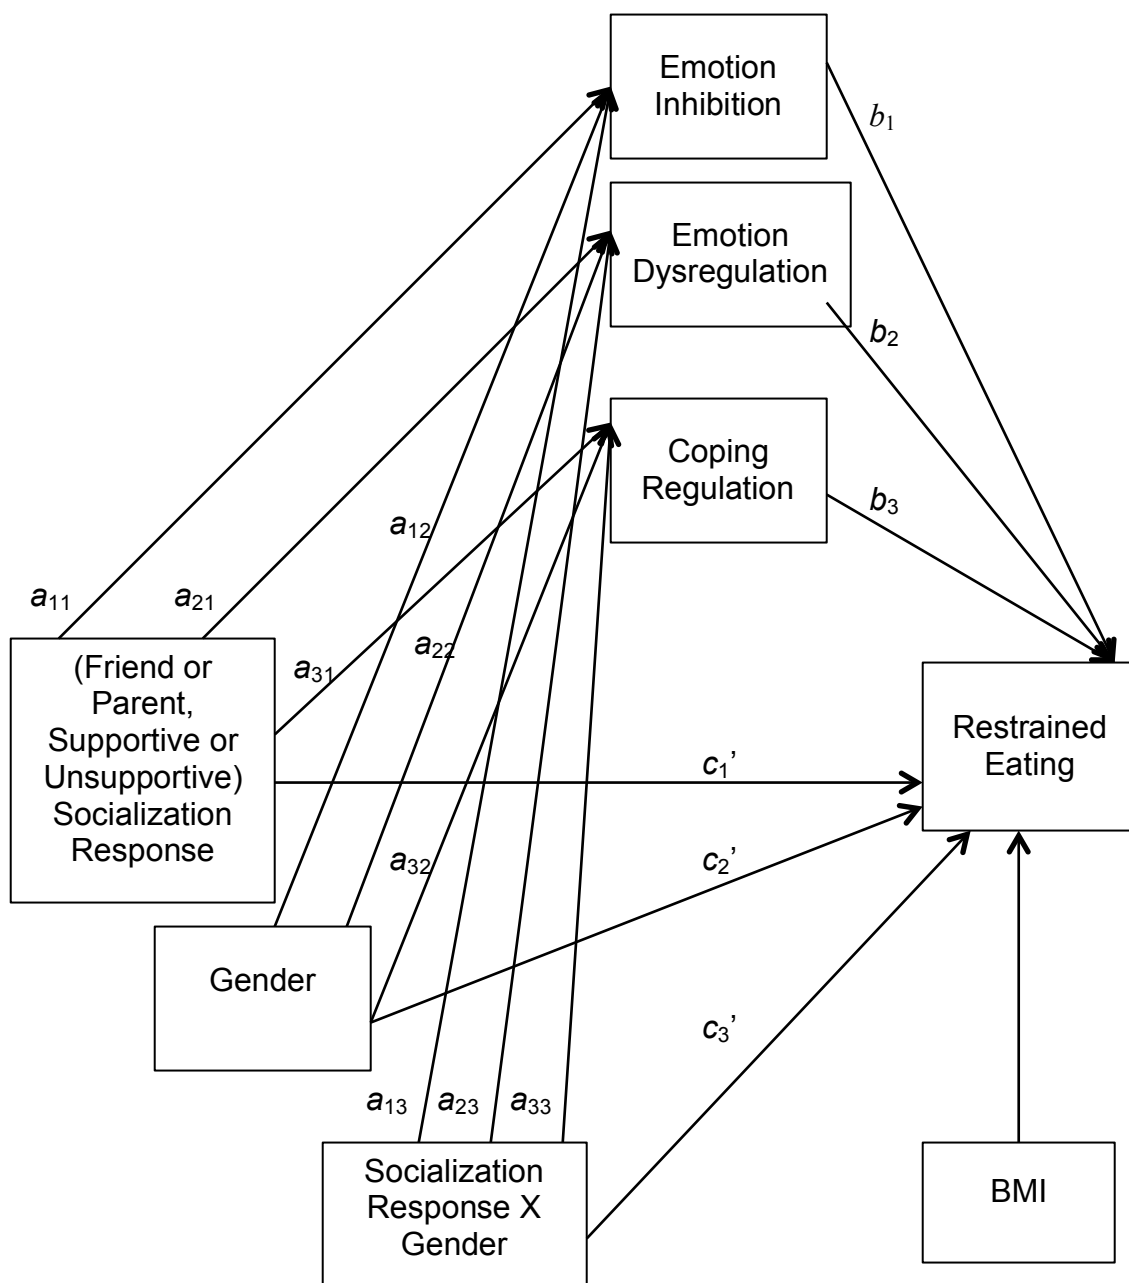 Emotion
Inhibition
b₁
Emotion
Dysregulation
b₂
Coping
Regulation
b₃
a₁₂
a₁₁
a₂₁
a₂₂
a₃₁
(Friend or
Parent,
Supportive or
Unsupportive)
Socialization
Response
Restrained
Eating
c₁’
a₃₂
c₂’
Gender
c₃’
a₁₃
a₂₃
a₃₃
Socialization
Response X
Gender
BMI